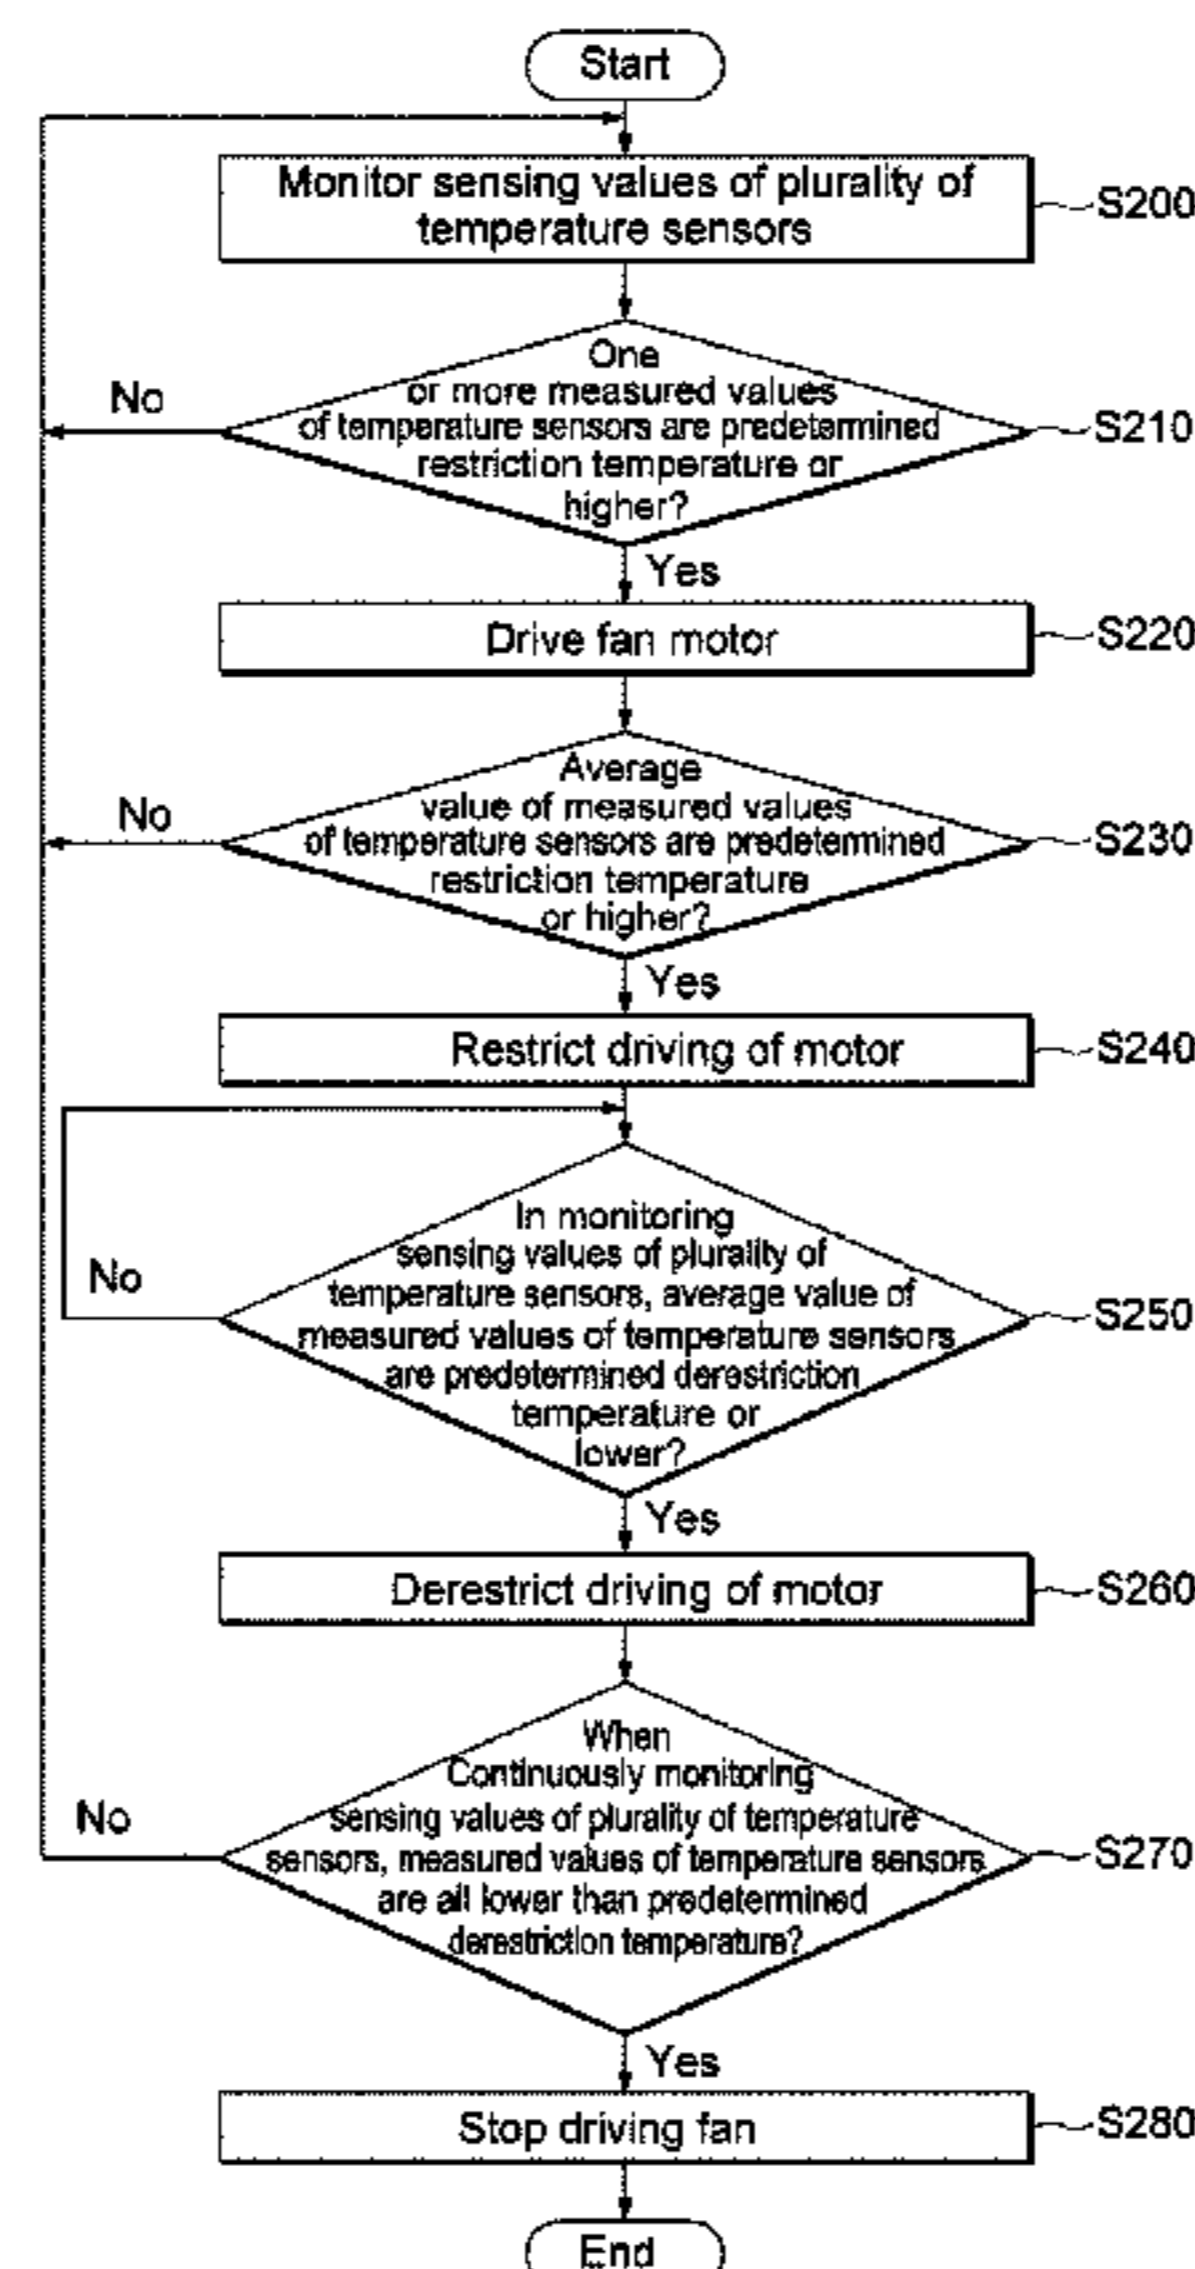 Start
Monitor sensing values of plurality of
temperature sensors
S200
One
or more measured values
of temperature sensors are predetermined
restriction temperature or
higher?
No
S210
Yes
Drive fan motor
S220
Average
value of measured values
of temperature sensors are predetermined
restriction temperature
or higher?
No
S230
Yes
Restrict driving of motor
S240
In monitoring
sensing values of plurality of
temperature sensors, average value of
measured values of temperature sensors
are predetermined derestriction
temperature or
lower?
No
S250
Yes
Derestrict driving of motor
S260
When
Continuously monitoring
sensing values of plurality of temperature
sensors, measured values of temperature sensors
are all lower than predetermined
derestriction temperature?
No
S270
Yes
Stop driving fan
S280
End